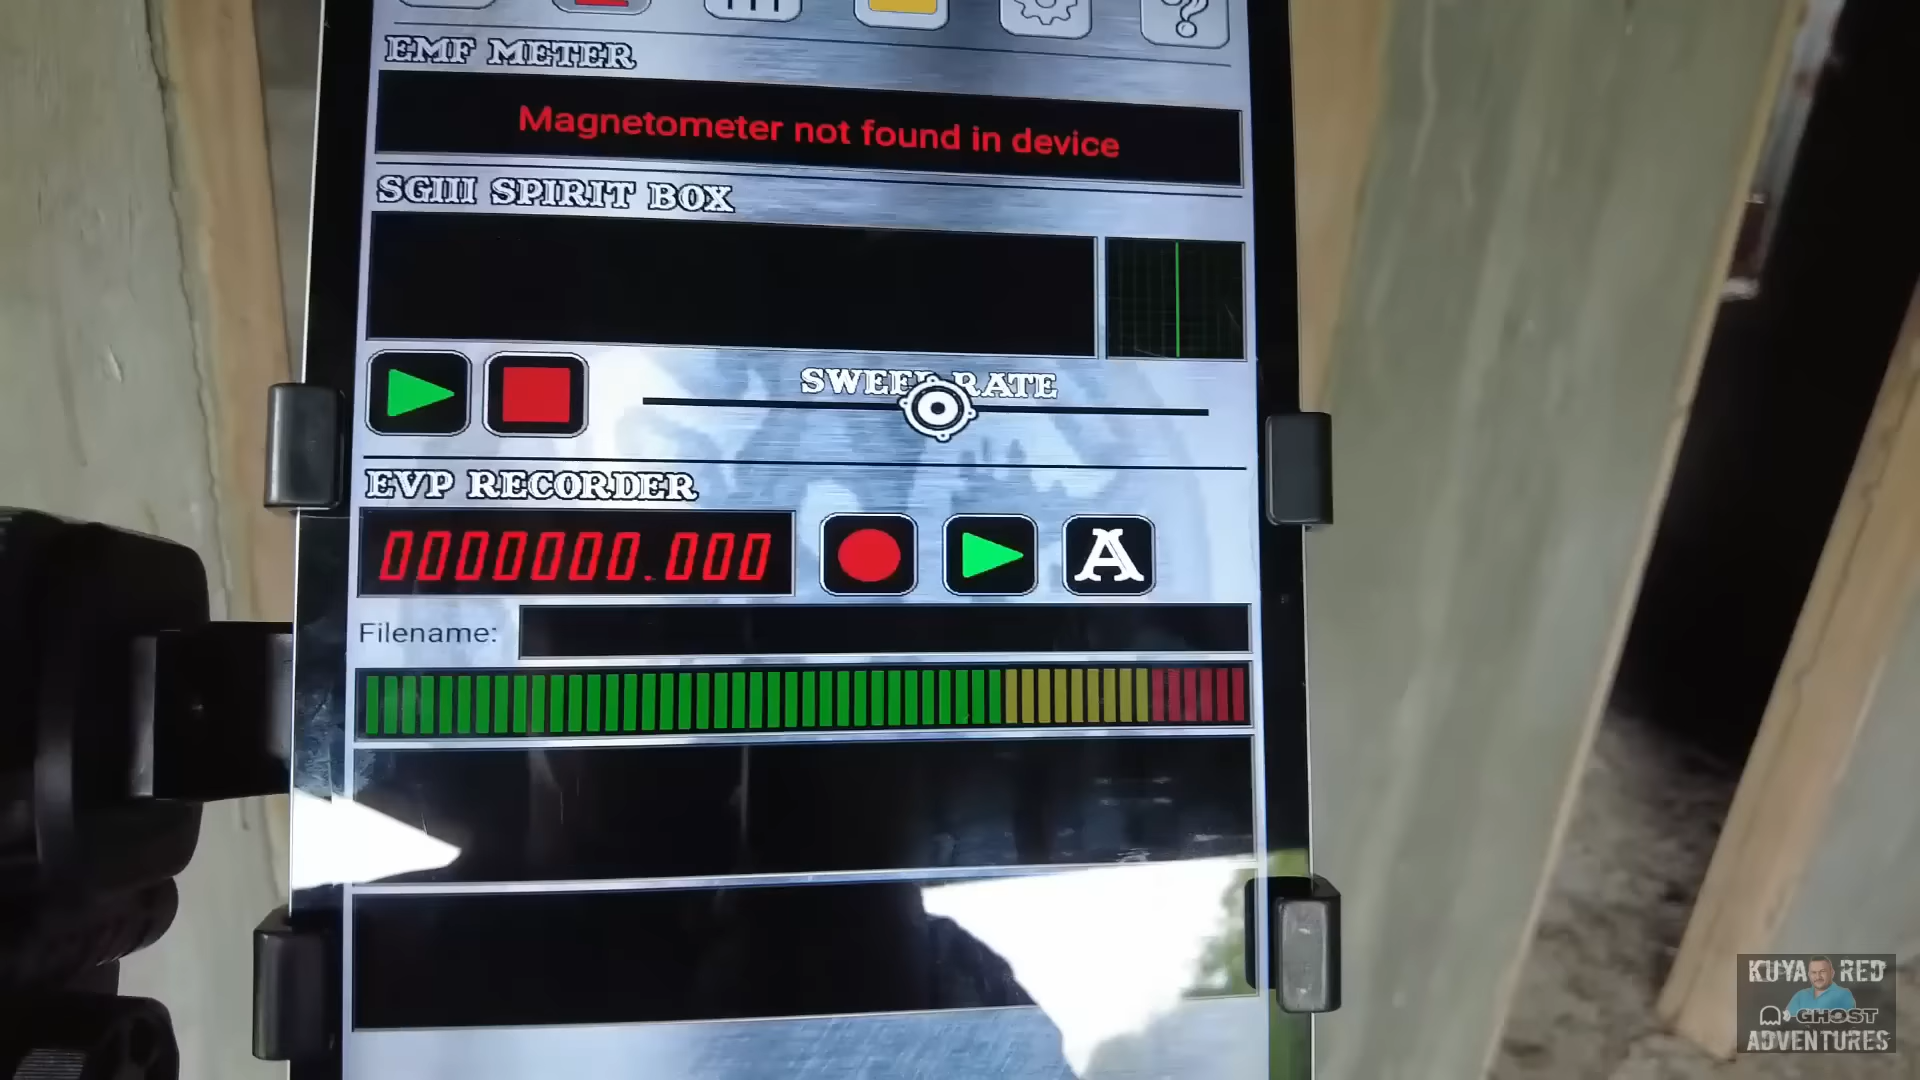 EMF METER
Magnetometer not found in device
SGIII SPIRIT BOX
SWEEP RATE
EVP RECORDER
0000000.000
A
Filename:
KUYA RED
GHOST
ADVENTURES